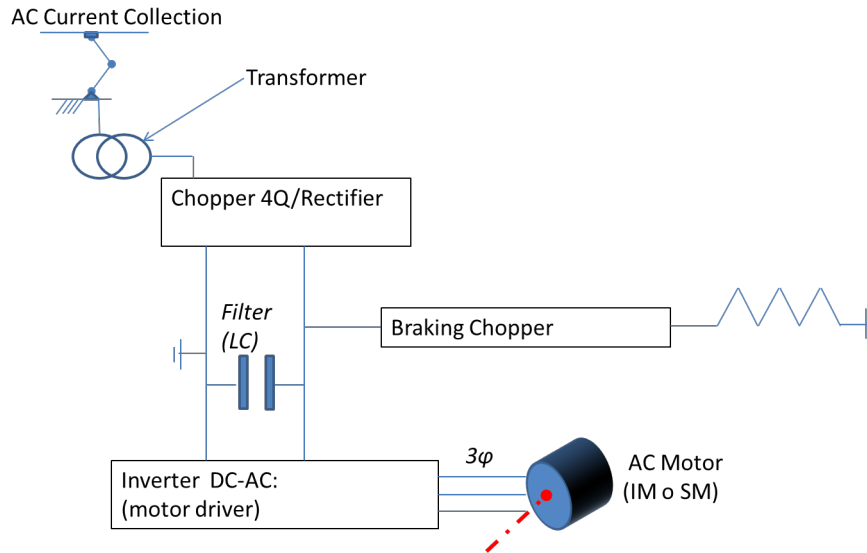 AC Current Collection
Transformer
Chopper 4Q/Rectifier
Filter
(LC)
Braking Chopper
Inverter DC-AC:
(motor driver)
3φ
AC Motor
(IM o SM)